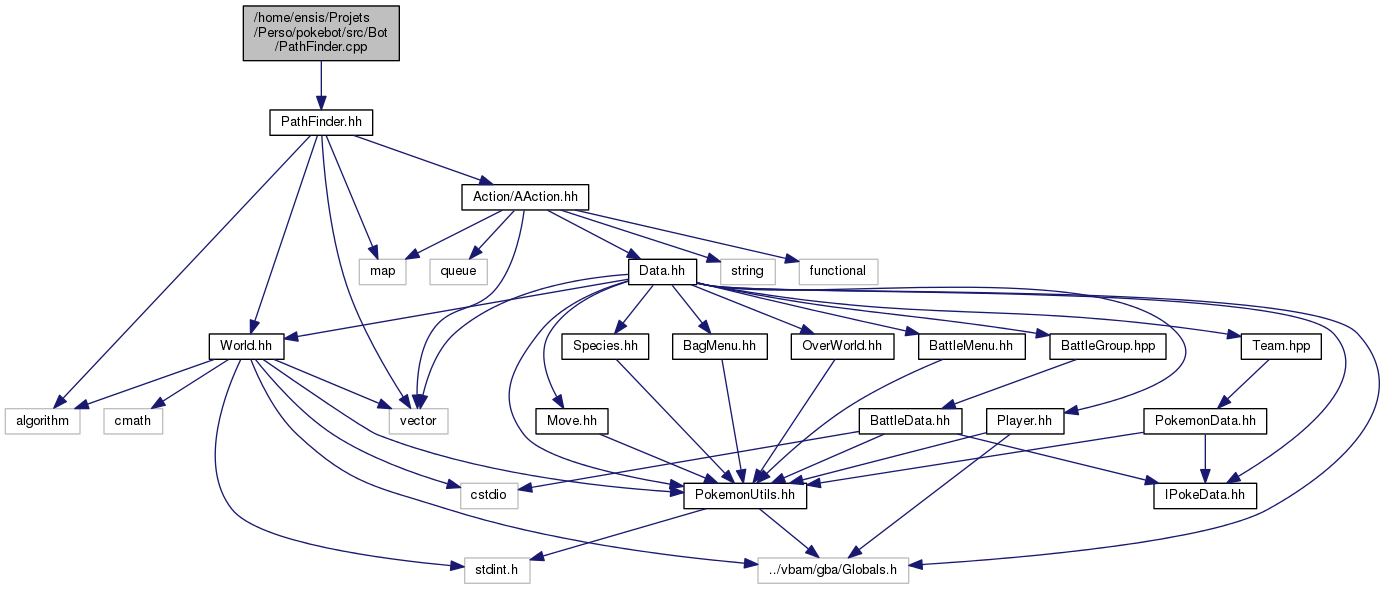 /home/ensis/Projets
/Perso/pokebot/src/Bot
/PathFinder.cpp
PathFinder.hh
Action/AAction.hh
map
queue
Data.hh
string
functional
World.hh
Species.hh
BagMenu.hh
OverWorld.hh
BattleMenu.hh
BattleGroup.hpp
Team.hpp
algorithm
cmath
vector
Move.hh
BattleData.hh
Player.hh
PokemonData.hh
cstdio
PokemonUtils.hh
IPokeData.hh
stdint.h
../vbam/gba/Globals.h